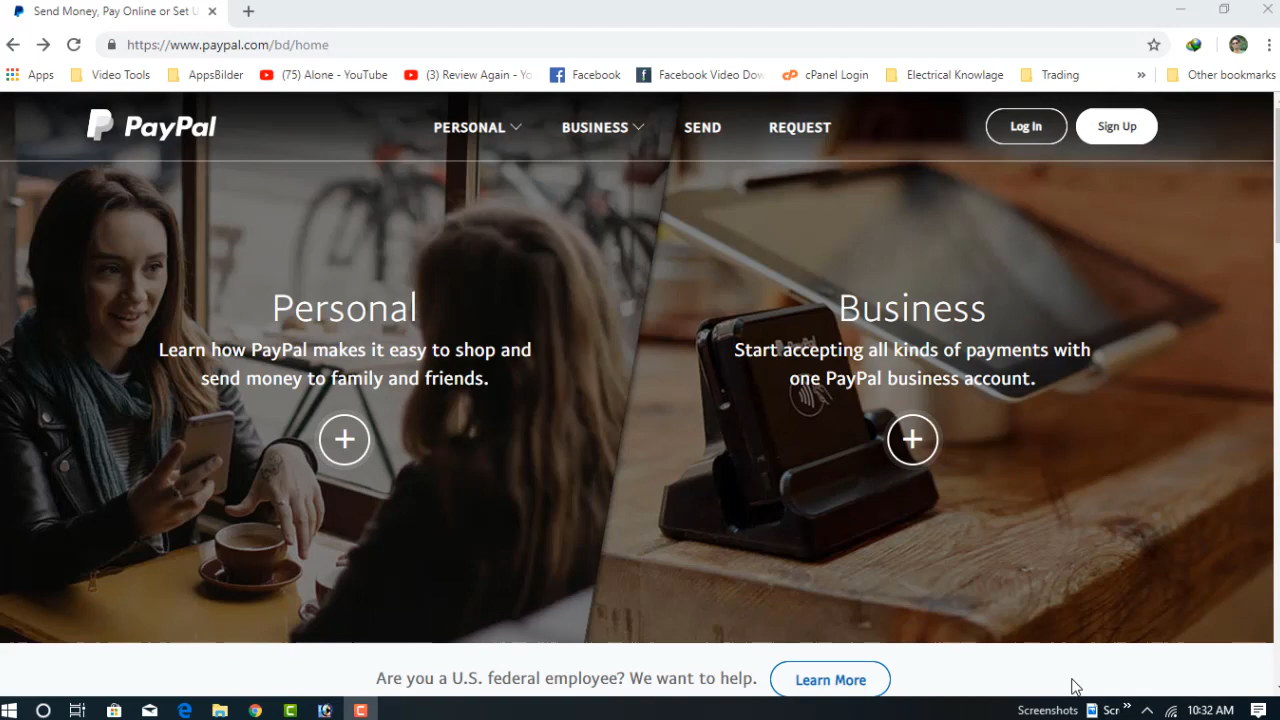 Send Money, Pay Online or Set U
https://www.paypal.com/bd/home
Apps Video Tools AppsBilder (75) Alone - YouTube (3) Review Again - Yo Facebook Facebook Video Dow cPanel Login Electrical Knowlage Trading » Other bookmarks
PayPal PERSONAL BUSINESS SEND REQUEST Log In Sign Up
Personal
Learn how PayPal makes it easy to shop and
send money to family and friends.
Business
Start accepting all kinds of payments with
one PayPal business account.
Are you a U.S. federal employee? We want to help. Learn More
Screenshots Scr » 10:32 AM